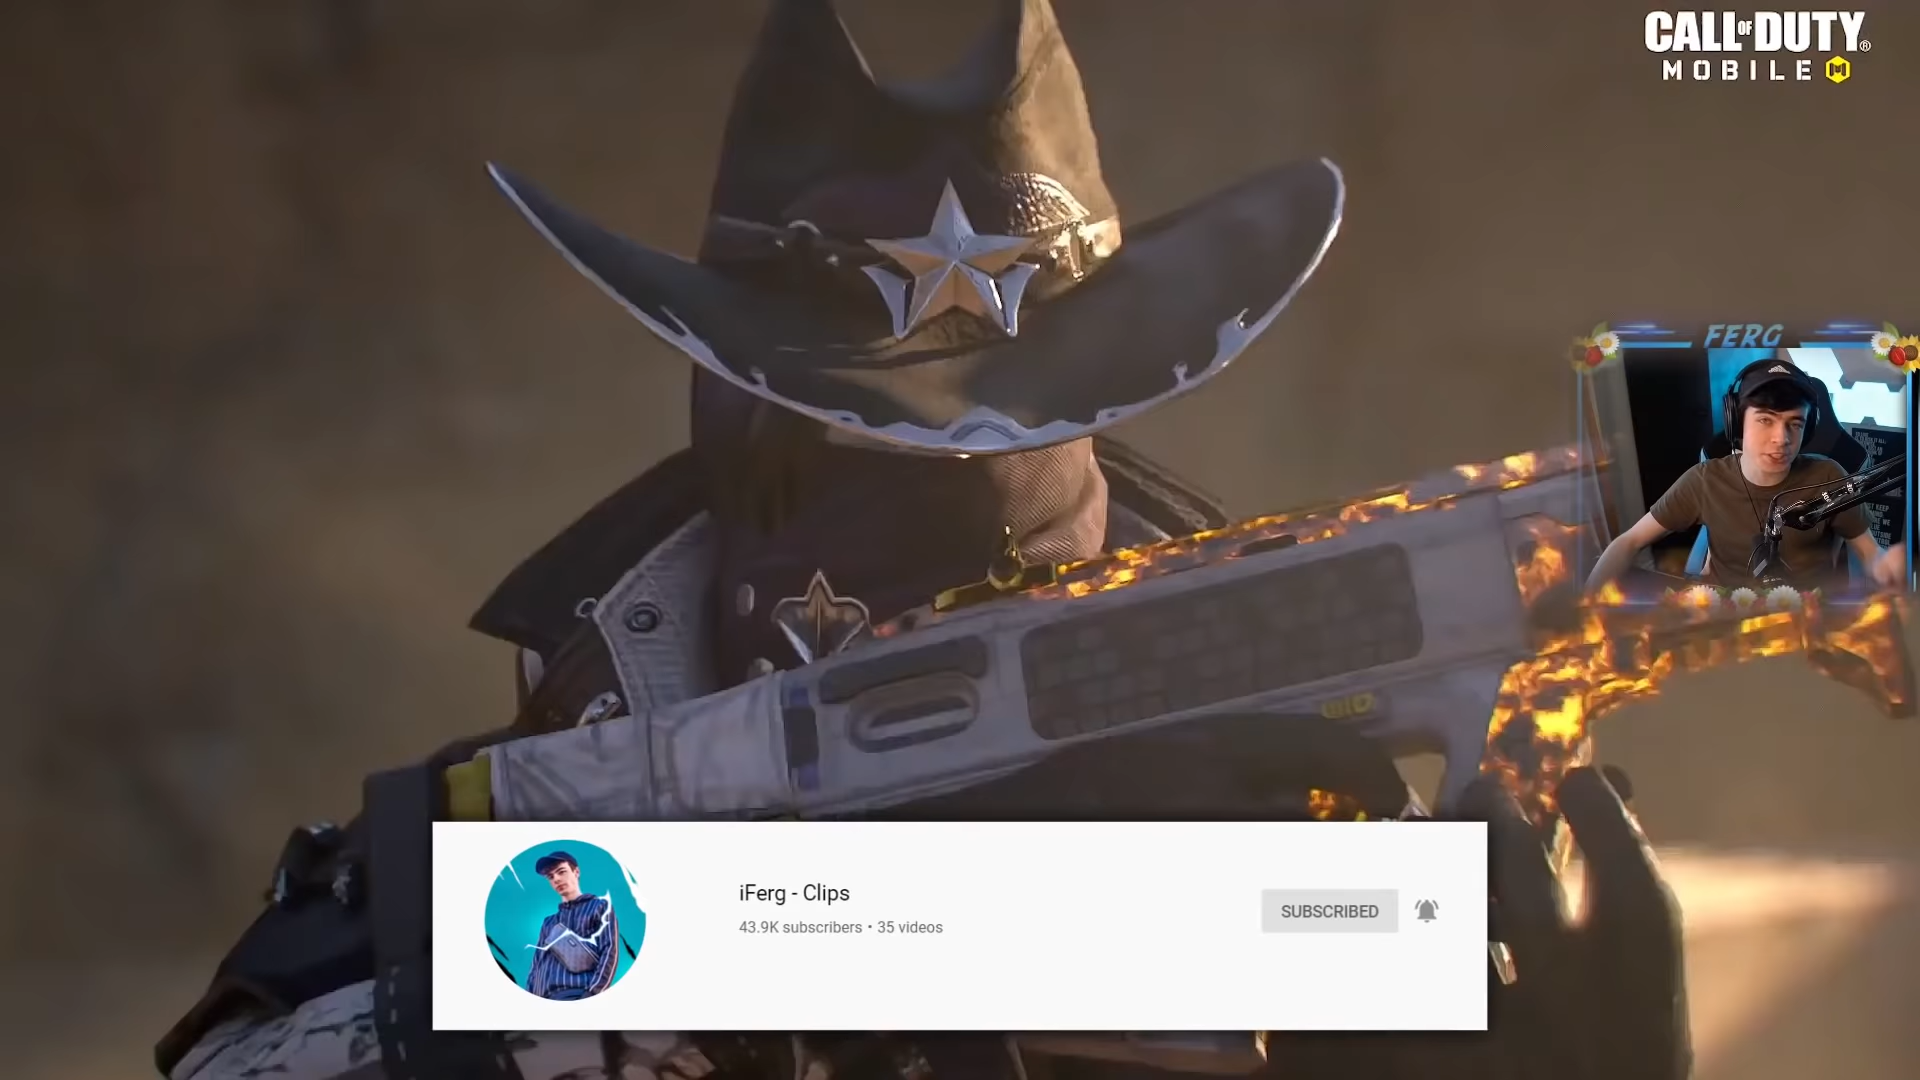 CALL OF DUTY®
MOBILE
FERG
iFerg - Clips
43.9K subscribers • 35 videos
SUBSCRIBED